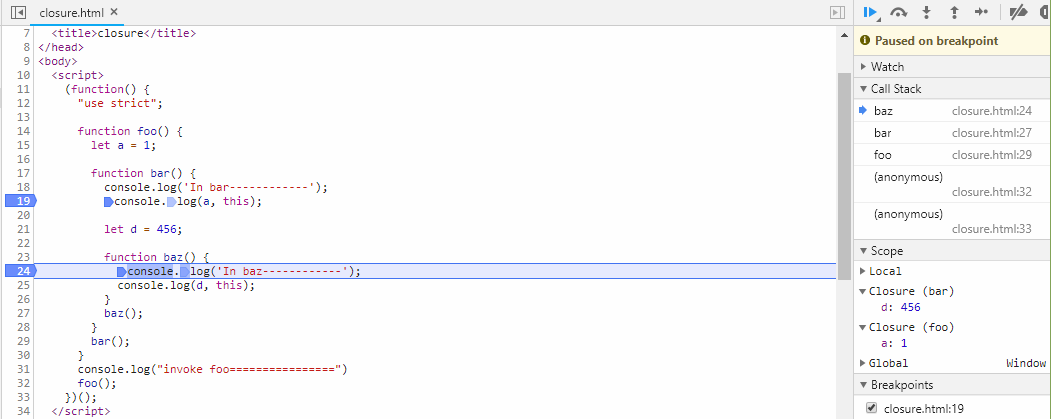 closure.html ×
7 <title>closure</title>
8 </head>
9 <body>
10 <script>
11 (function() {
12 "use strict";
13
14 function foo() {
15 let a = 1;
16
17 function bar() {
18 console.log('In bar------------');
19 console.log(a, this);
20
21 let d = 456;
22
23 function baz() {
24 console.log('In baz------------');
25 console.log(d, this);
26 }
27 baz();
28 }
29 bar();
30 }
31 console.log("invoke foo================")
32 foo();
33 })();
34 </script>
Paused on breakpoint
Watch
Call Stack
baz closure.html:24
bar closure.html:27
foo closure.html:29
(anonymous)
closure.html:32
(anonymous)
closure.html:33
Scope
Local
Closure (bar)
d: 456
Closure (foo)
a: 1
Global Window
Breakpoints
closure.html:19